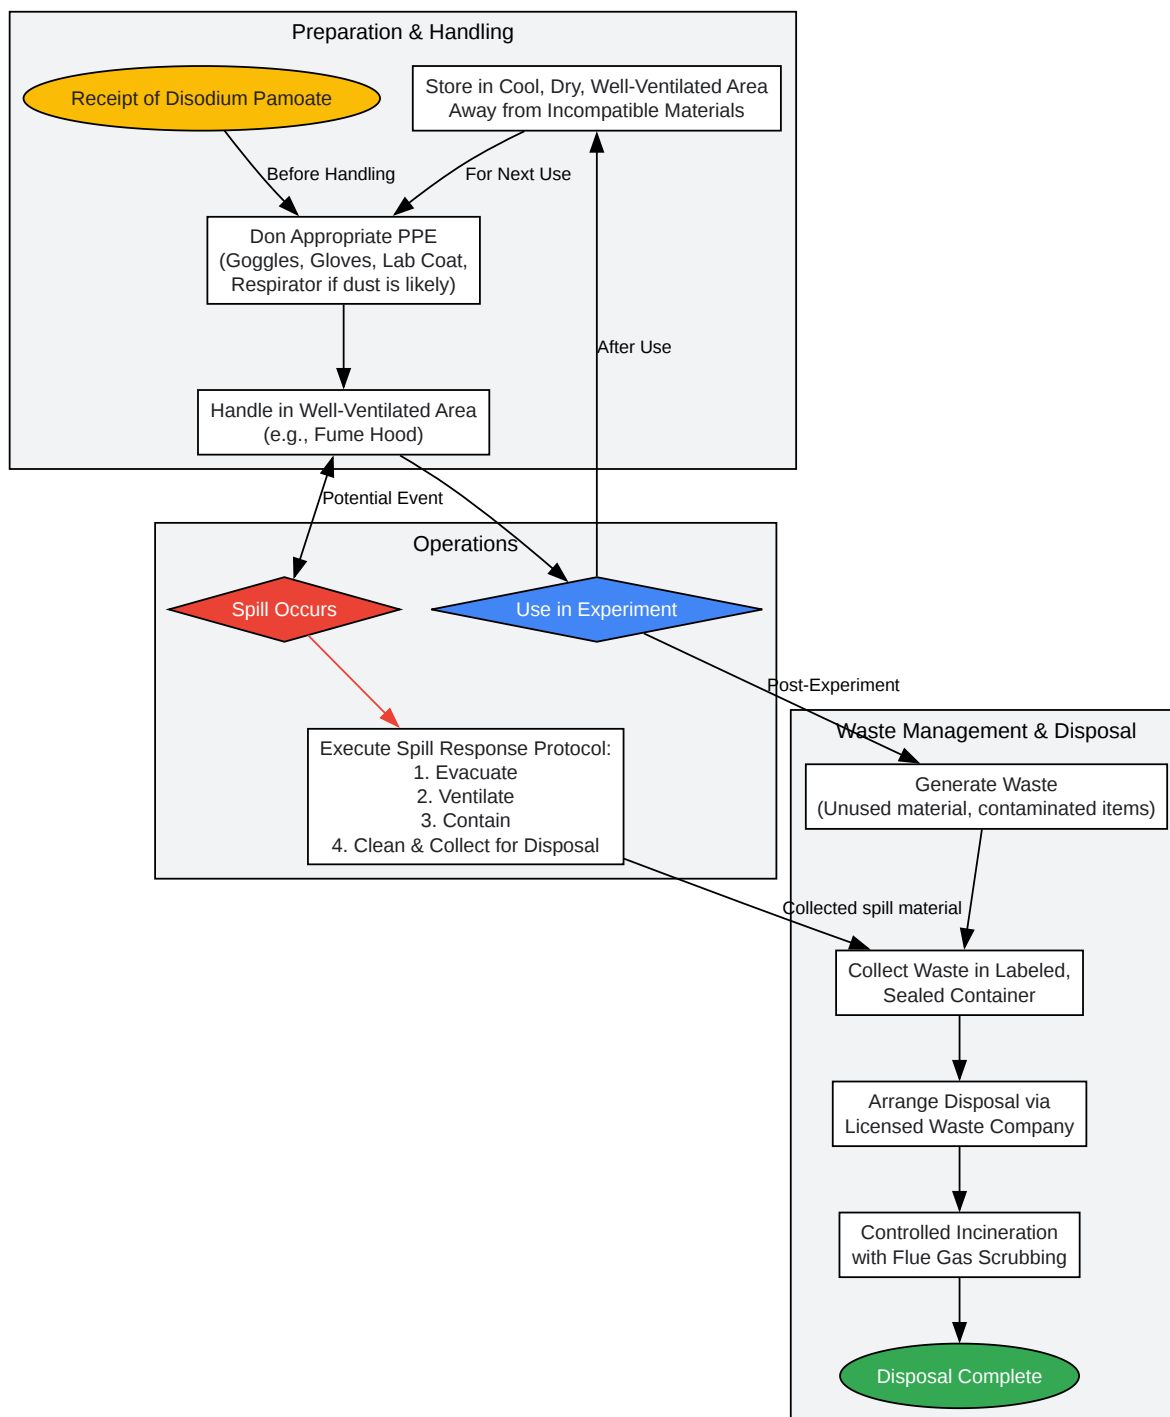 Preparation & Handling
Receipt of Disodium Pamoate
Store in Cool, Dry, Well-Ventilated Area
Away from Incompatible Materials
Before Handling
For Next Use
Don Appropriate PPE
(Goggles, Gloves, Lab Coat,
Respirator if dust is likely)
After Use
Handle in Well-Ventilated Area
(e.g., Fume Hood)
Potential Event
Operations
Spill Occurs
Use in Experiment
Post-Experiment
Execute Spill Response Protocol:
1. Evacuate
2. Ventilate
3. Contain
4. Clean & Collect for Disposal
Waste Management & Disposal
Generate Waste
(Unused material, contaminated items)
Collected spill material
Collect Waste in Labeled,
Sealed Container
Arrange Disposal via
Licensed Waste Company
Controlled Incineration
with Flue Gas Scrubbing
Disposal Complete